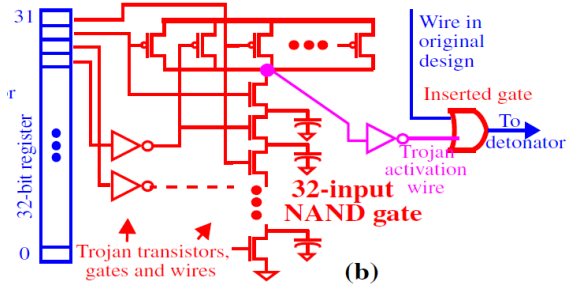 31
Wire in
original
design
Inserted gate
or
To
detonator
32-bit register
Trojan
activation
wire
32-input
NAND gate
0
Trojan transistors,
gates and wires
(b)